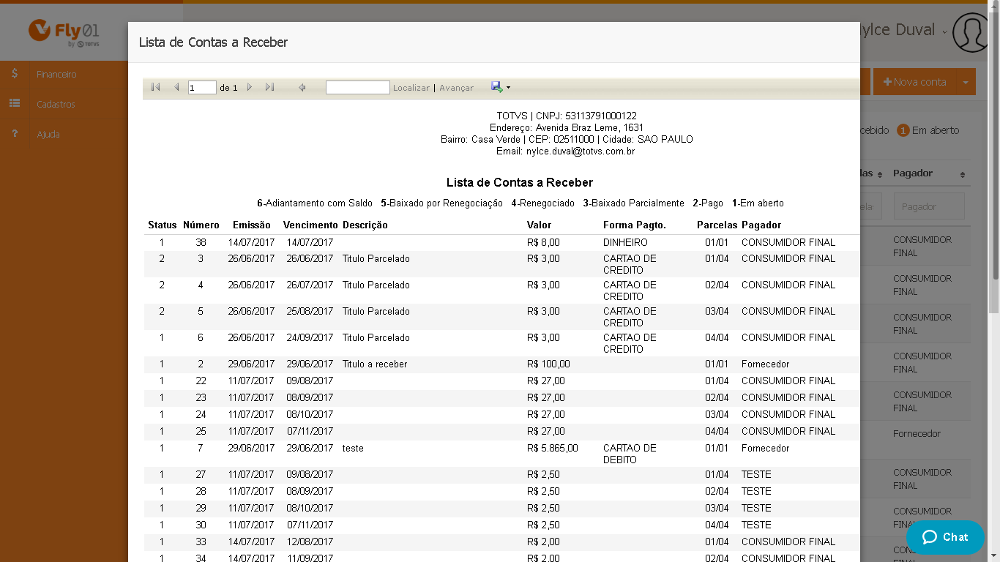 Fly01
by TOTVS
Nylce Duval
Financeiro
Cadastros
Ajuda
Lista de Contas a Receber
1 de 1 Localizar | Avançar
Nova conta
cebido 1 Em aberto
las Pagador
Pagador
TOTVS | CNPJ: 53113791000122
Endereço: Avenida Braz Leme, 1631
Bairro: Casa Verde | CEP: 02511000 | Cidade: SAO PAULO
Email: nylce.duval@totvs.com.br
Lista de Contas a Receber
6-Adiantamento com Saldo 5-Baixado por Renegociação 4-Renegociado 3-Baixado Parcialmente 2-Pago 1-Em aberto
Status Número Emissão Vencimento Descrição Valor Forma Pagto. Parcelas Pagador
1 38 14/07/2017 14/07/2017 R$ 8,00 DINHEIRO 01/01 CONSUMIDOR FINAL
2 3 26/06/2017 26/06/2017 Titulo Parcelado R$ 3,00 CARTAO DE 01/04 CONSUMIDOR FINAL
CREDITO
2 4 26/06/2017 26/07/2017 Titulo Parcelado R$ 3,00 CARTAO DE 02/04 CONSUMIDOR FINAL
CREDITO
2 5 26/06/2017 25/08/2017 Titulo Parcelado R$ 3,00 CARTAO DE 03/04 CONSUMIDOR FINAL
CREDITO
1 6 26/06/2017 24/09/2017 Titulo Parcelado R$ 3,00 CARTAO DE 04/04 CONSUMIDOR FINAL
CREDITO
1 2 29/06/2017 29/06/2017 Titulo a receber R$ 100,00 01/01 Fornecedor
1 22 11/07/2017 09/08/2017 R$ 27,00 01/04 CONSUMIDOR FINAL
1 23 11/07/2017 08/09/2017 R$ 27,00 02/04 CONSUMIDOR FINAL
1 24 11/07/2017 08/10/2017 R$ 27,00 03/04 CONSUMIDOR FINAL
1 25 11/07/2017 07/11/2017 R$ 27,00 04/04 CONSUMIDOR FINAL
1 7 29/06/2017 29/06/2017 teste R$ 5.865,00 CARTAO DE 01/01 Fornecedor
DEBITO
1 27 11/07/2017 09/08/2017 R$ 2,50 01/04 TESTE
1 28 11/07/2017 08/09/2017 R$ 2,50 02/04 TESTE
1 29 11/07/2017 08/10/2017 R$ 2,50 03/04 TESTE
1 30 11/07/2017 07/11/2017 R$ 2,50 04/04 TESTE
1 33 14/07/2017 12/08/2017 R$ 2,00 01/04 CONSUMIDOR FINAL
1 34 14/07/2017 11/09/2017 R$ 2,00 02/04 CONSUMIDOR FINAL
CONSUMIDOR
FINAL
CONSUMIDOR
FINAL
CONSUMIDOR
FINAL
CONSUMIDOR
FINAL
CONSUMIDOR
FINAL
Fornecedor
CONSUMIDOR
FINAL
CONSUMIDOR
FINA
CON
Chat